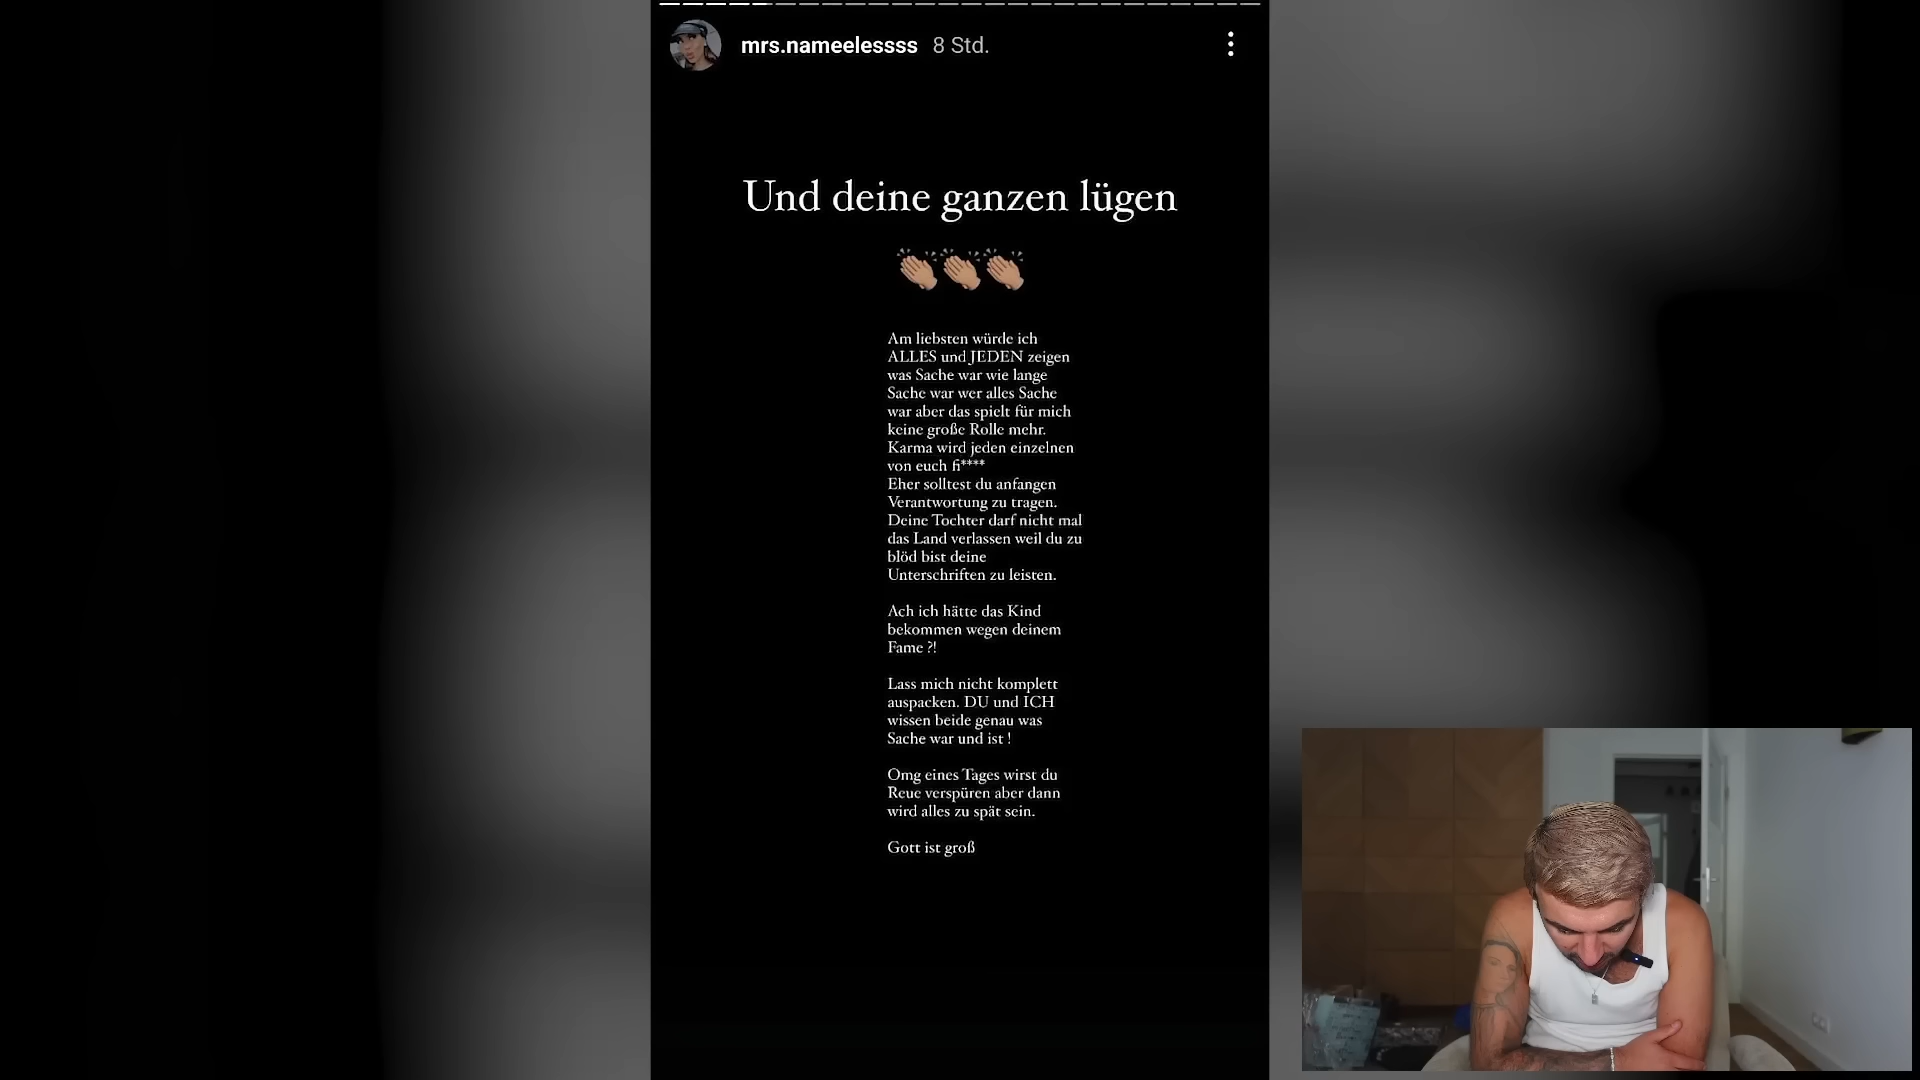 mrs.nameelessss 8 Std.
Und deine ganzen lügen
👏🏼👏🏼👏🏼
Am liebsten würde ich
ALLES und JEDEN zeigen
was Sache war wie lange
Sache war wer alles Sache
war aber das spielt für mich
keine große Rolle mehr.
Karma wird jeden einzelnen
von euch fi****
Eher solltest du anfangen
Verantwortung zu tragen.
Deine Tochter darf nicht mal
das Land verlassen weil du zu
blöd bist deine
Unterschriften zu leisten.
Ach ich hätte das Kind
bekommen wegen deinem
Fame ?!
Lass mich nicht komplett
auspacken. DU und ICH
wissen beide genau was
Sache war und ist !
Omg eines Tages wirst du
Reue verspüren aber dann
wird alles zu spät sein.
Gott ist groß